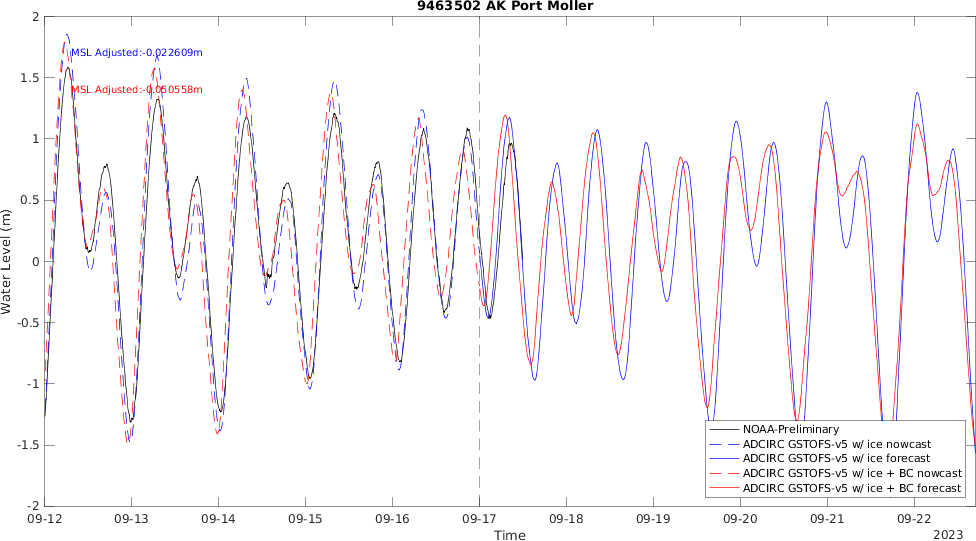 9463502 AK Port Moller
2
1.5
1
0.5
0
-0.5
-1
-1.5
-2
Water Level (m)
MSL Adjusted:-0.022609m
MSL Adjusted:-0.050558m
NOAA-Preliminary
ADCIRC GSTOFS-v5 w/ ice nowcast
ADCIRC GSTOFS-v5 w/ ice forecast
ADCIRC GSTOFS-v5 w/ ice + BC nowcast
ADCIRC GSTOFS-v5 w/ ice + BC forecast
09-12 09-13 09-14 09-15 09-16 09-17 09-18 09-19 09-20 09-21 09-22
Time
2023